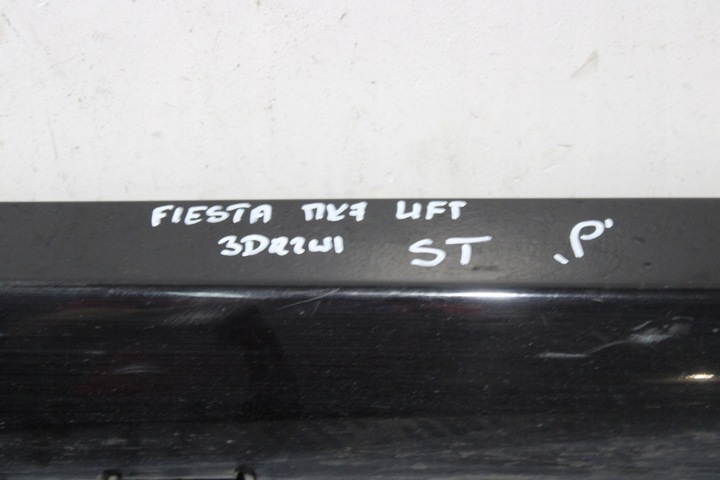 FIESTA MK7 LIFT
3DRZWI ST „P"